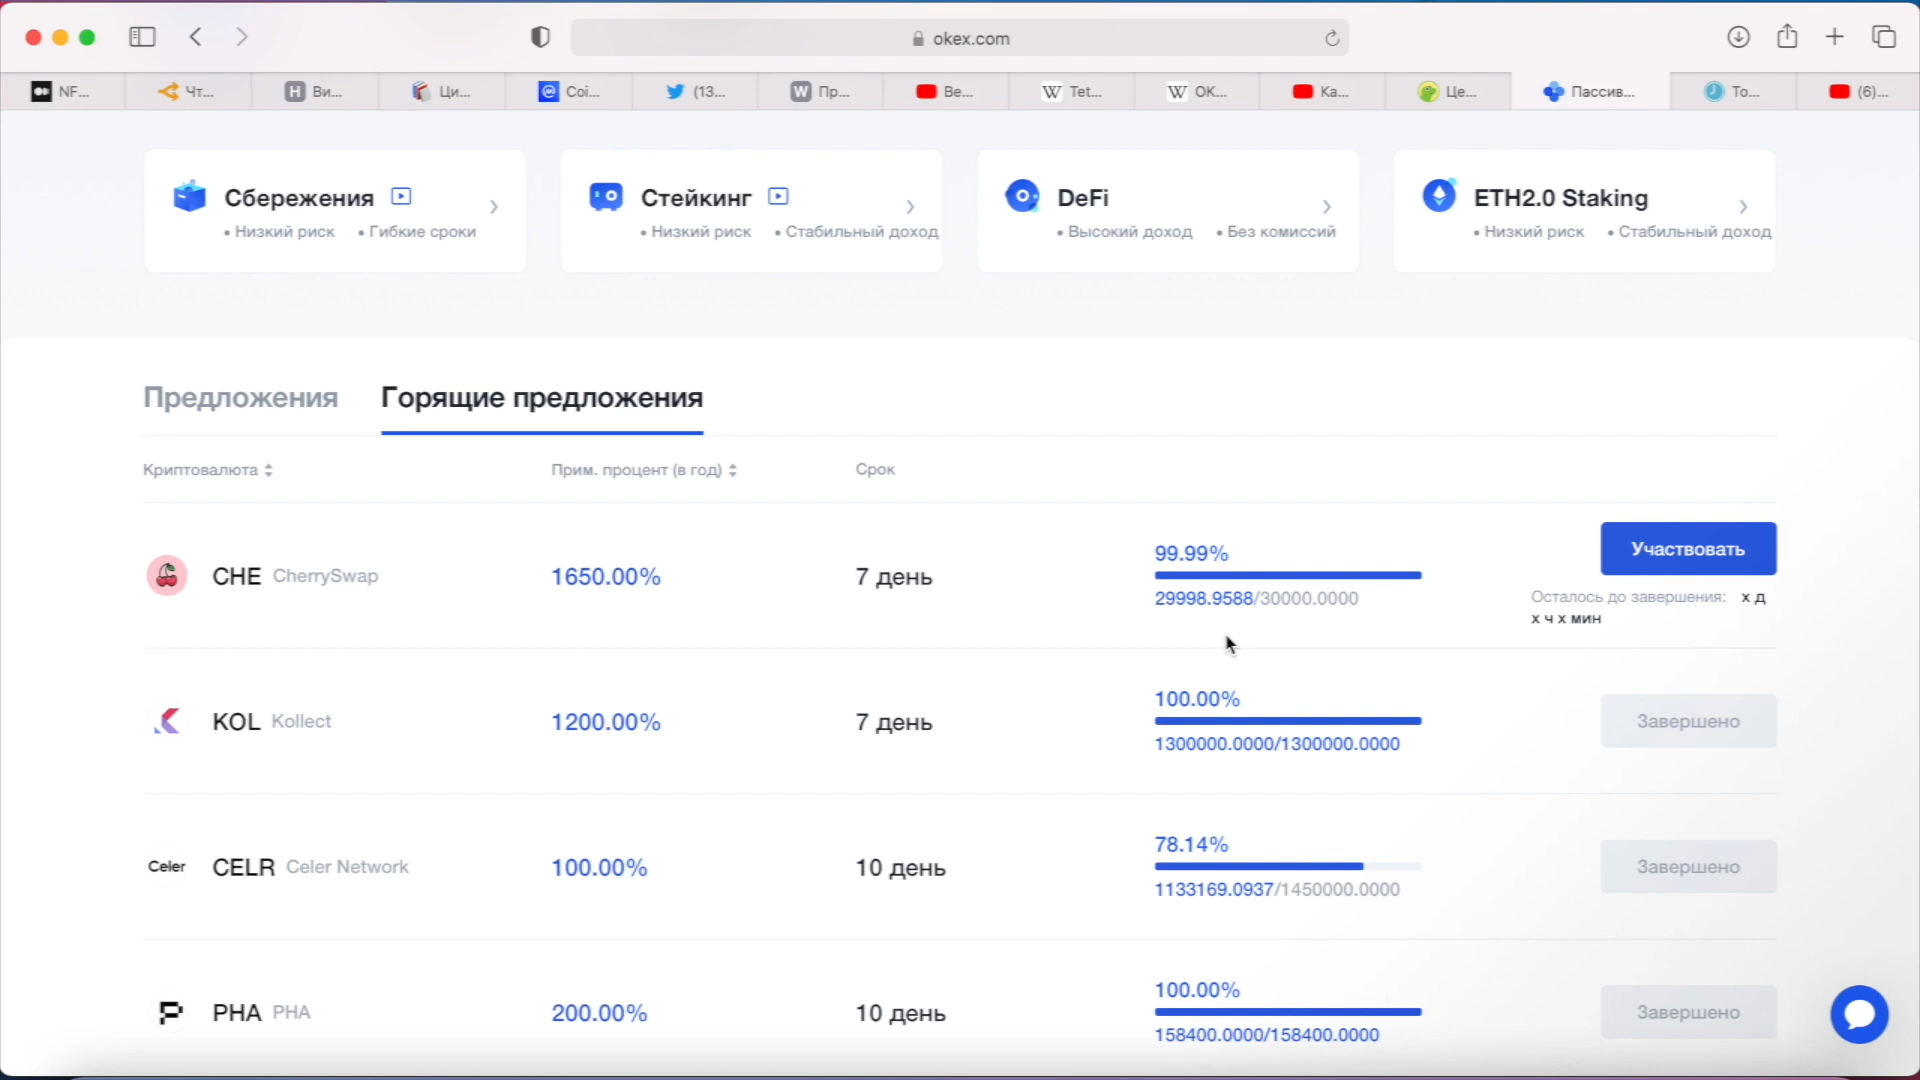 okex.com
NF...
Чт...
Ви...
Ци...
Coi...
(13...
Пр...
Be...
Tet...
OK...
Ка...
Це...
Пассив...
To...
(6)...
Сбережения
• Низкий риск • Гибкие сроки
Стейкинг
• Низкий риск • Стабильный доход
DeFi
• Высокий доход • Без комиссий
ETH2.0 Staking
• Низкий риск • Стабильный доход
Предложения Горящие предложения
Криптовалюта Прим. процент (в год) Срок
CHE CherrySwap 1650.00% 7 день
99.99%
29998.9588/30000.0000
Участвовать
Осталось до завершения: х д
х ч х мин
KOL Kollect 1200.00% 7 день
100.00%
1300000.0000/1300000.0000
Завершено
Celer CELR Celer Network 100.00% 10 день
78.14%
1133169.0937/1450000.0000
Завершено
PHA PHA 200.00% 10 день
100.00%
158400.0000/158400.0000
Завершено